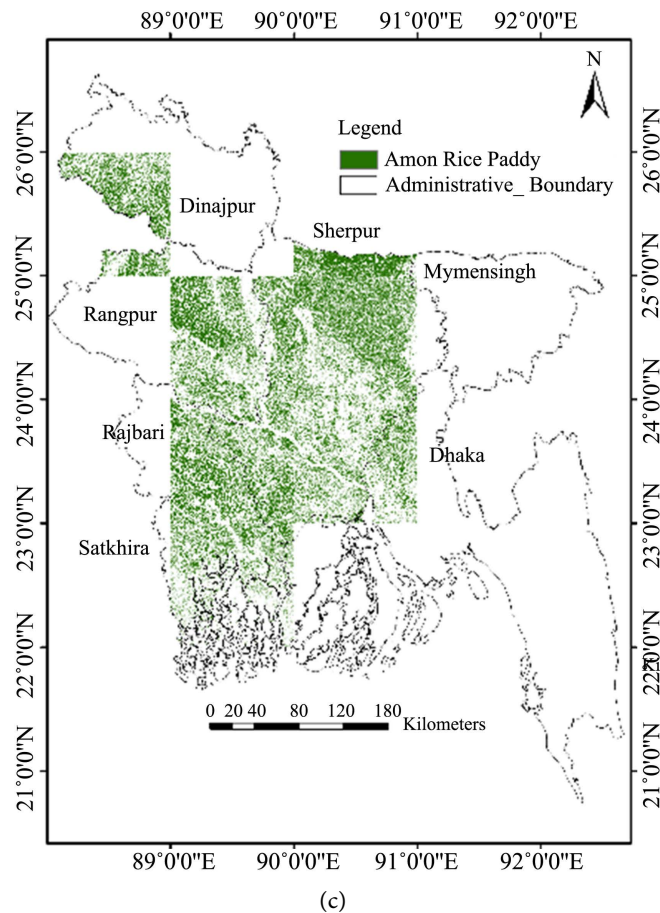 89°0'0"E 90°0'0"E 91°0'0"E 92°0'0"E
N
Legend
Amon Rice Paddy
Administrative_ Boundary
26°0'0"N 26°0'0"N
Dinajpur
Sherpur
Mymensingh
25°0'0"N 25°0'0"N
Rangpur
24°0'0"N 24°0'0"N
Rajbari
Dhaka
23°0'0"N 23°0'0"N
Satkhira
22°0'0"N 22°0'0"N
0 20 40 80 120 180
Kilometers
21°0'0"N 21°0'0"N
89°0'0"E 90°0'0"E 91°0'0"E 92°0'0"E
(c)